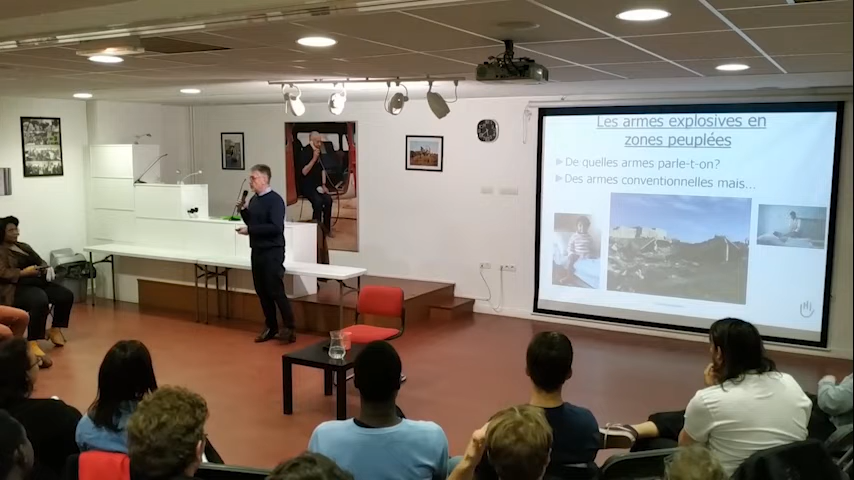 Les armes explosives en
zones peuplées
De quelles armes parle-t-on?
Des armes conventionnelles mais...